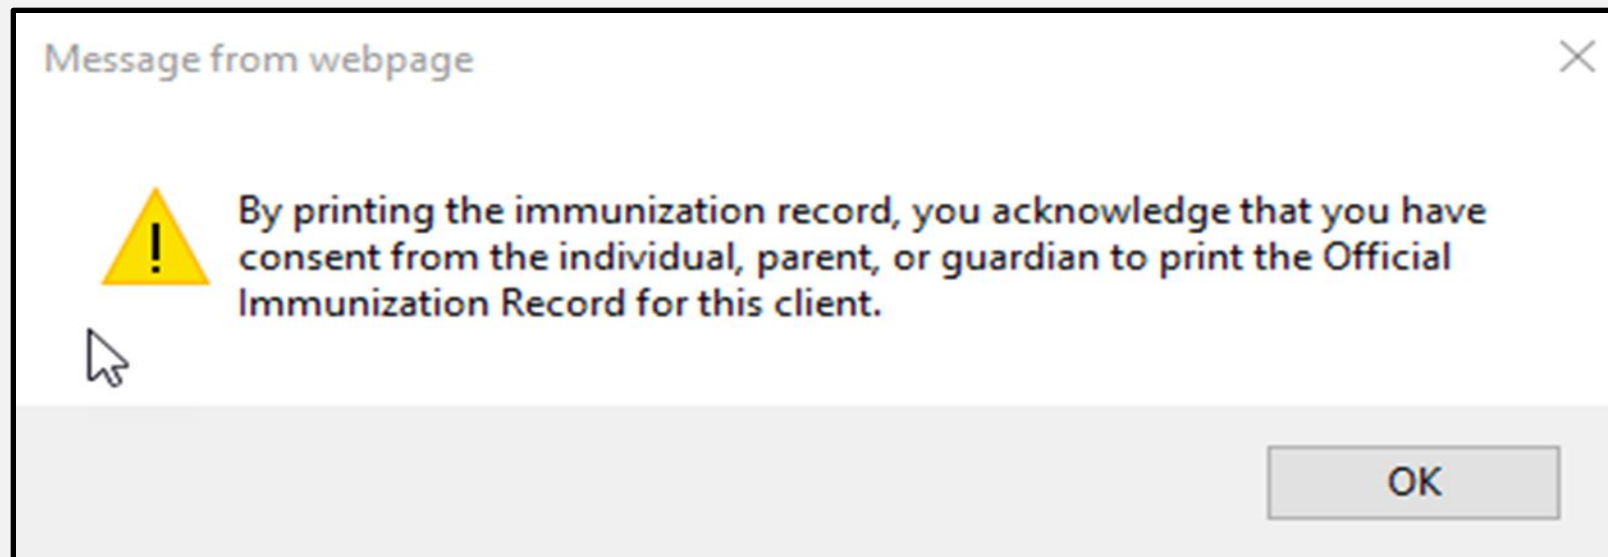 Message from webpage
By printing the immunization record, you acknowledge that you have
consent from the individual, parent, or guardian to print the Official
Immunization Record for this client.
OK